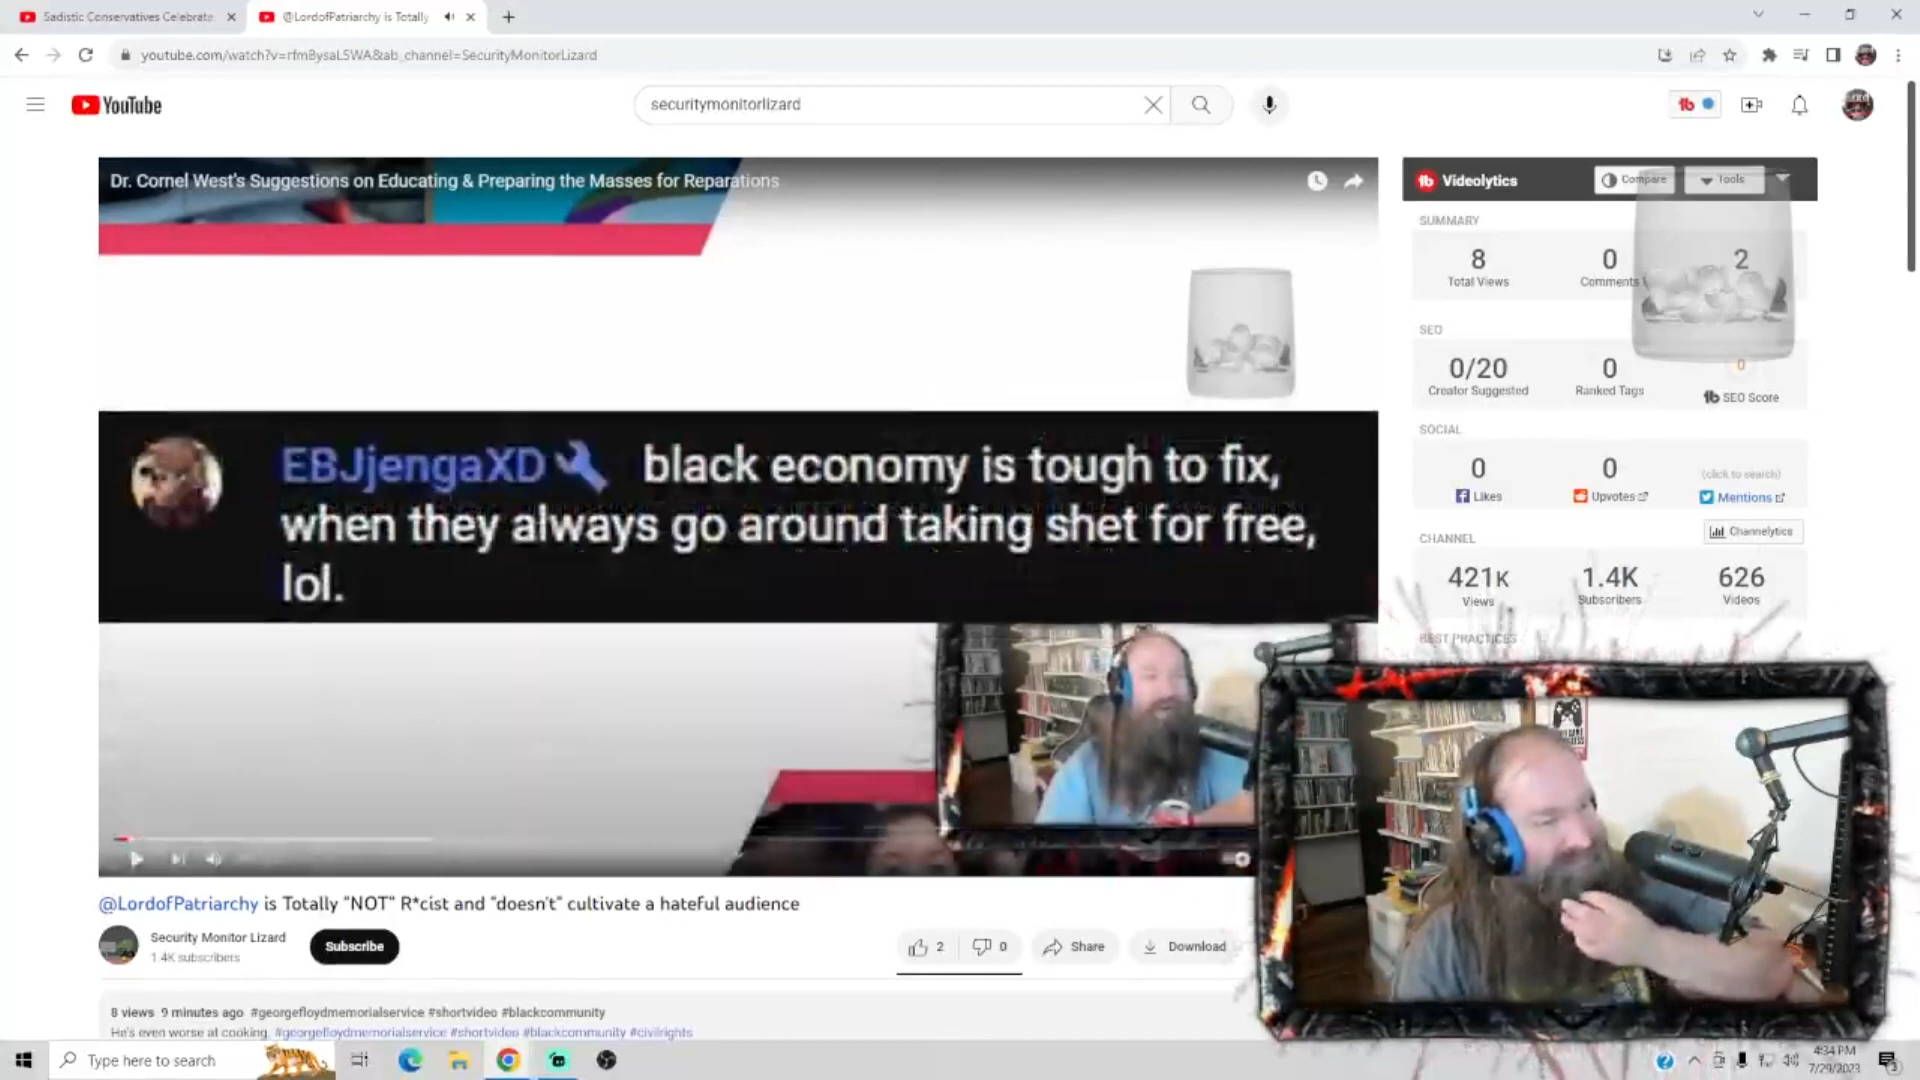 Sadistic Conservatives Celebrate
@LordofPatriarchy is Totally
youtube.com/watch?v=rfm8ysaL5WA&ab_channel=SecurityMonitorLizard
YouTube
securitymonitorlizard
tb
Dr. Cornel West's Suggestions on Educating & Preparing the Masses for Reparations
tb Videolytics
Compare
Tools
SUMMARY
8
0
2
Total Views
Comments
SEO
0/20
0
0
Creator Suggested
Ranked Tags
tb SEO Score
SOCIAL
0
0
(click to search)
Likes
Upvotes
Mentions
Channelytics
CHANNEL
421K
1.4K
626
Views
Subscribers
Videos
BEST PRACTICES
EBJjengaXD black economy is tough to fix,
when they always go around taking shet for free,
lol.
@LordofPatriarchy is Totally "NOT" R*cist and "doesn't" cultivate a hateful audience
Security Monitor Lizard
1.4K subscribers
Subscribe
2
0
Share
Download
8 views 9 minutes ago #georgefloydmemorialservice #shortvideo #blackcommunity
He's even worse at cooking. #georgefloydmemorialservice #shortvideo #blackcommunity #civilrights
Type here to search
4:34 PM
7/29/2023